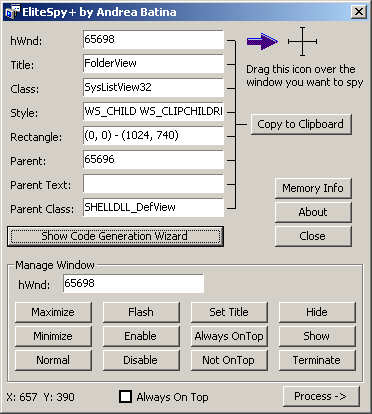 EliteSpy+ by Andrea Batina
hWnd: 65698
Title: FolderView
Drag this icon over the
window you want to spy
Class: SysListView32
Style: WS_CHILD WS_CLIPCHILDRI
Copy to Clipboard
Rectangle: (0, 0) - (1024, 740)
Parent: 65696
Parent Text:
Memory Info
Parent Class: SHELLDLL_DefView
About
Show Code Generation Wizard
Close
Manage Window
hWnd: 65698
Maximize Flash Set Title Hide
Minimize Enable Always OnTop Show
Normal Disable Not OnTop Terminate
X: 657 Y: 390 Always On Top Process ->